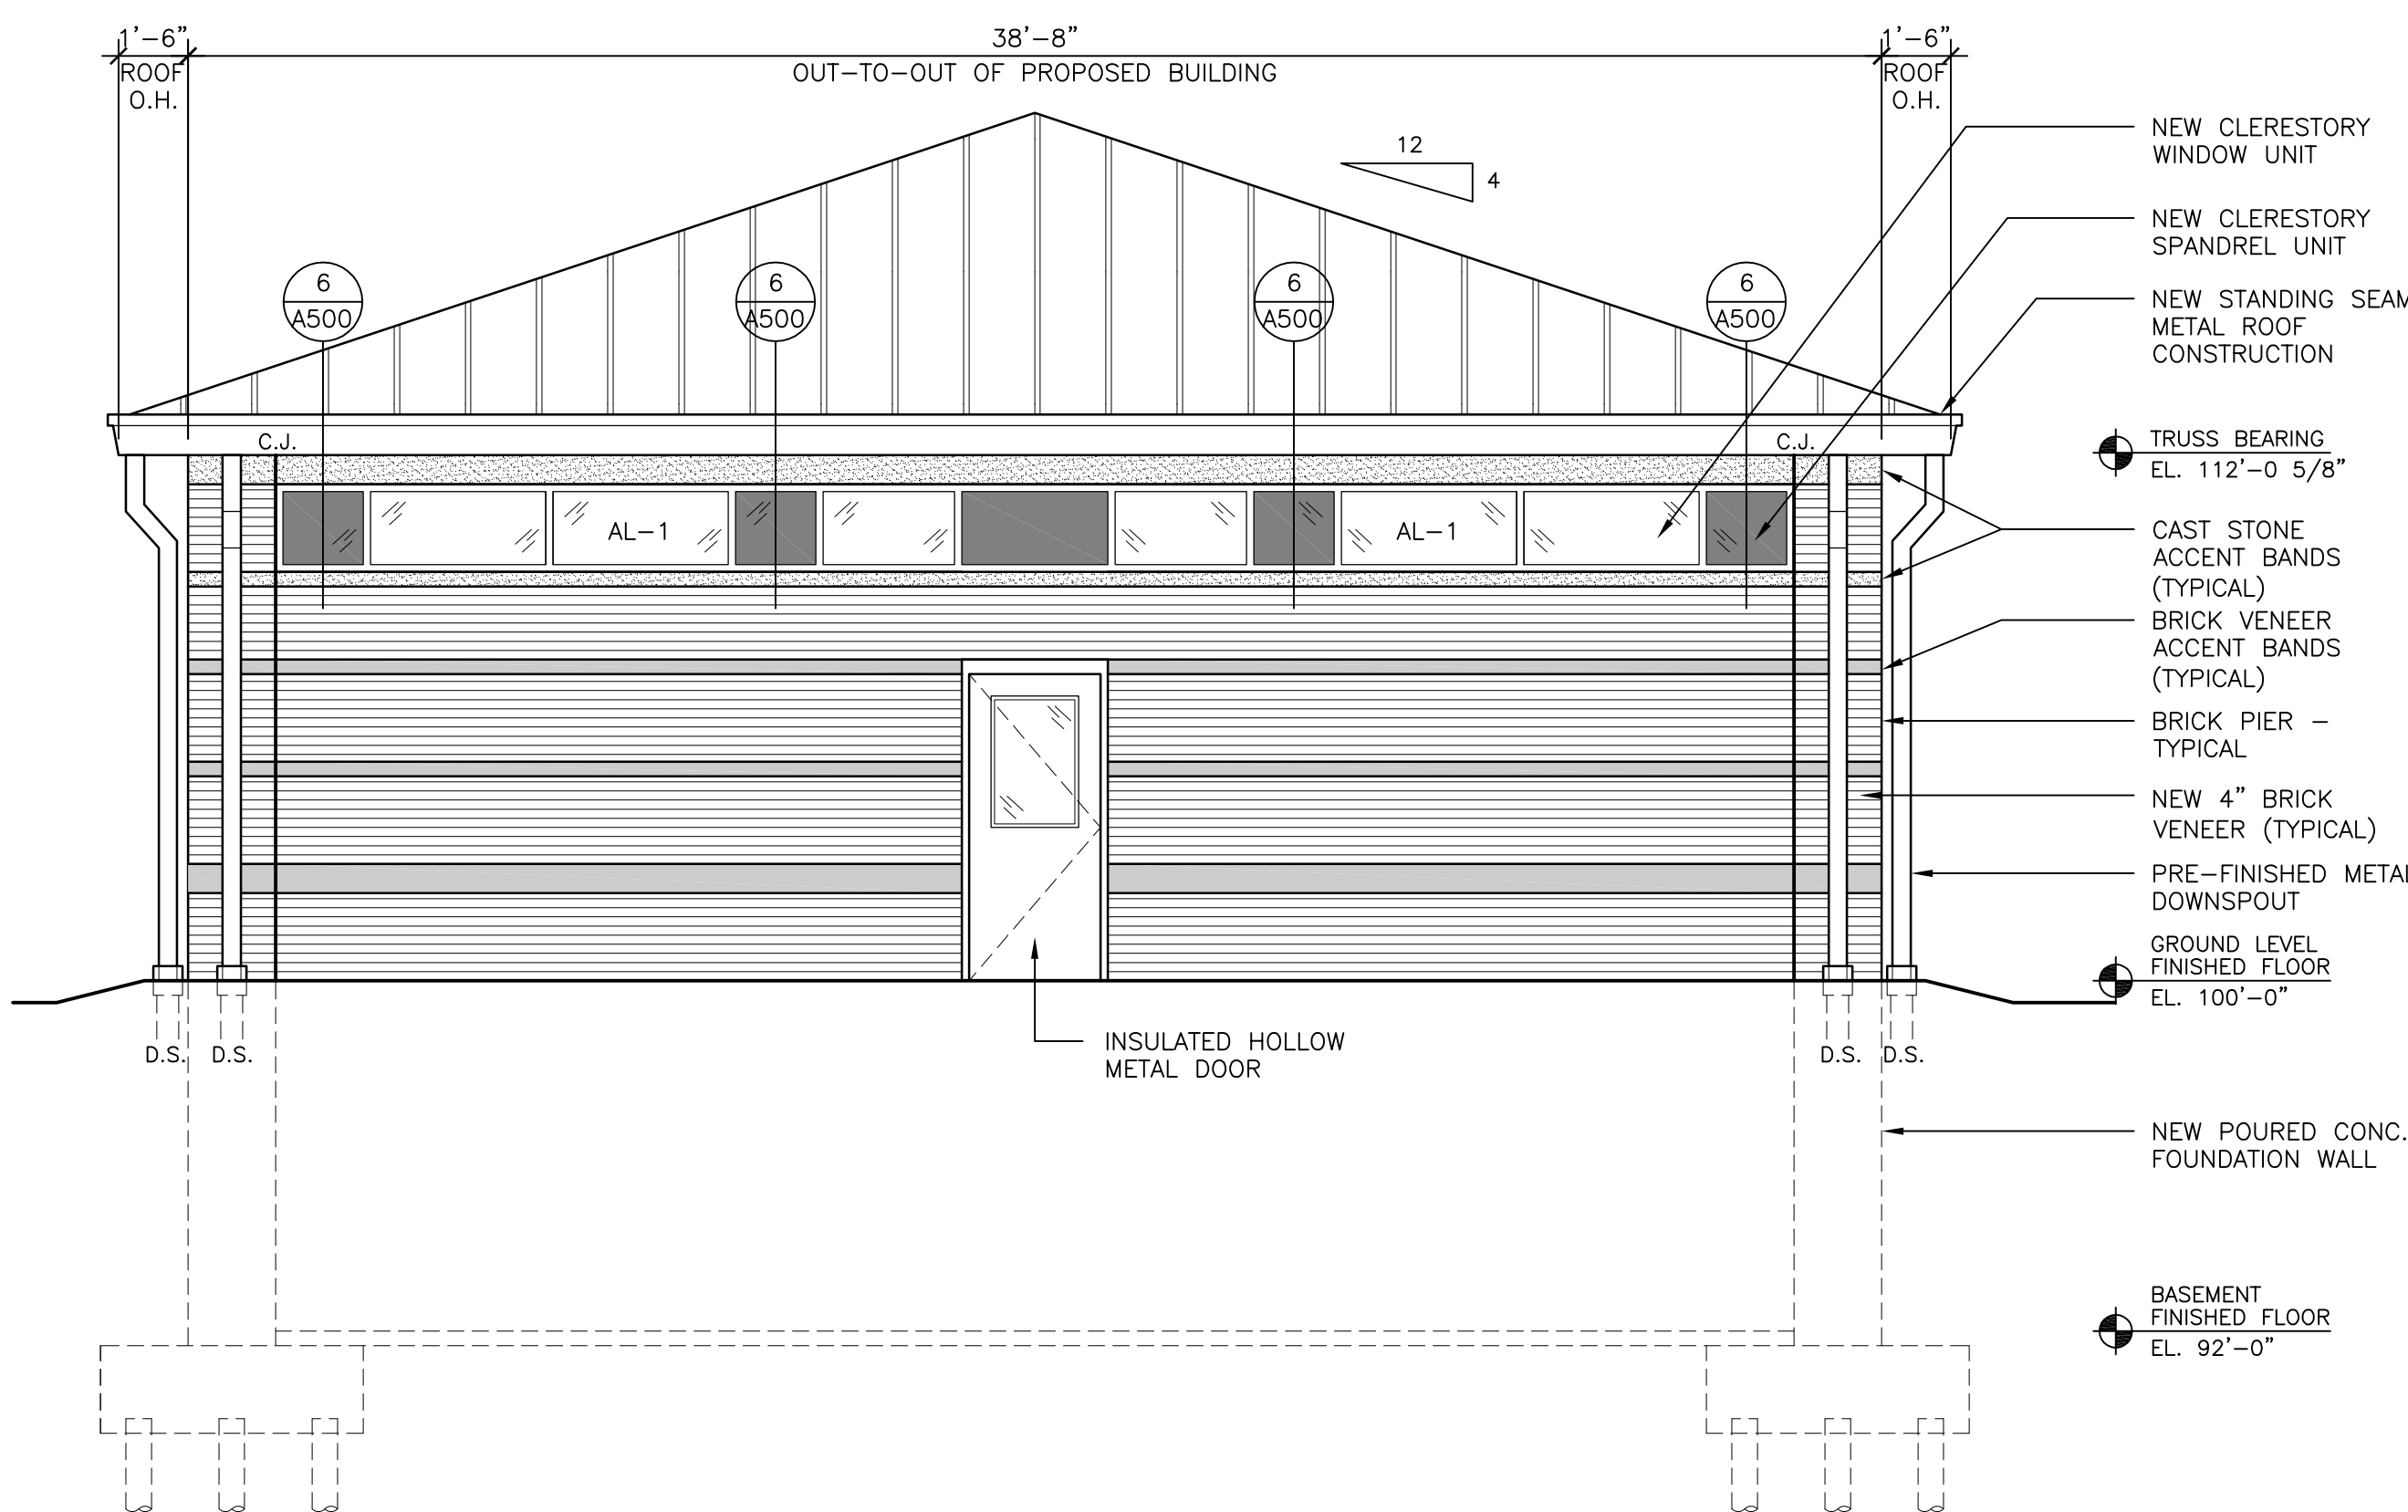 1'-6"
38'-8"
1'-6"
ROOF
O.H.
OUT-TO-OUT OF PROPOSED BUILDING
ROOF
O.H.
12
4
6
A500
6
A500
6
A500
6
A500
NEW CLERESTORY
WINDOW UNIT
NEW CLERESTORY
SPANDREL UNIT
NEW STANDING SEAM
METAL ROOF
CONSTRUCTION
C.J.
C.J.
TRUSS BEARING
EL. 112'-0 5/8"
AL-1
AL-1
CAST STONE
ACCENT BANDS
(TYPICAL)
BRICK VENEER
ACCENT BANDS
(TYPICAL)
BRICK PIER -
TYPICAL
NEW 4" BRICK
VENEER (TYPICAL)
PRE-FINISHED METAL
DOWNSPOUT
GROUND LEVEL
FINISHED FLOOR
EL. 100'-0"
D.S.
D.S.
INSULATED HOLLOW
METAL DOOR
D.S.
D.S.
NEW POURED CONC.
FOUNDATION WALL
BASEMENT
FINISHED FLOOR
EL. 92'-0"